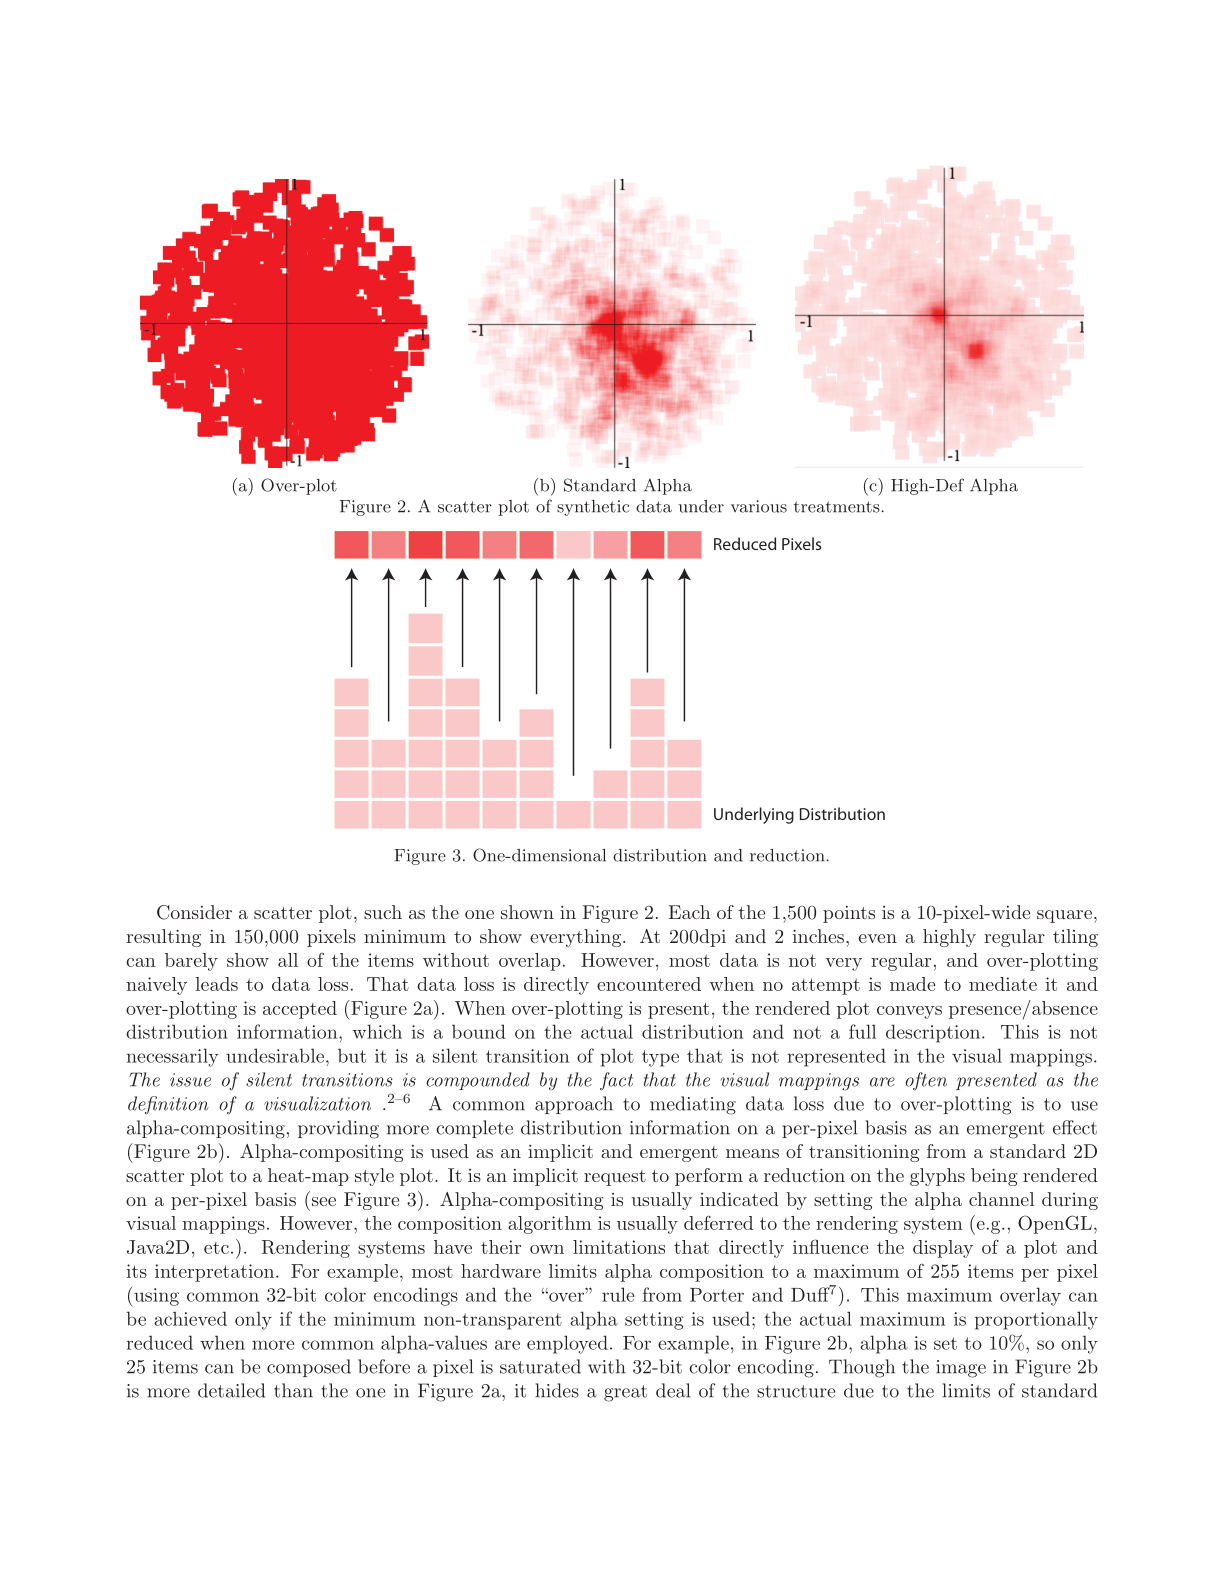 1
-1
1
-1
1
-1
1
-1
1
-1
1
-1
(a) Over-plot
(b) Standard Alpha
(c) High-Def Alpha
Figure 2. A scatter plot of synthetic data under various treatments.
Reduced Pixels
Underlying Distribution
Figure 3. One-dimensional distribution and reduction.
Consider a scatter plot, such as the one shown in Figure 2. Each of the 1,500 points is a 10-pixel-wide square,
resulting in 150,000 pixels minimum to show everything. At 200dpi and 2 inches, even a highly regular tiling
can barely show all of the items without overlap. However, most data is not very regular, and over-plotting
naively leads to data loss. That data loss is directly encountered when no attempt is made to mediate it and
over-plotting is accepted (Figure 2a). When over-plotting is present, the rendered plot conveys presence/absence
distribution information, which is a bound on the actual distribution and not a full description. This is not
necessarily undesirable, but it is a silent transition of plot type that is not represented in the visual mappings.
The issue of silent transitions is compounded by the fact that the visual mappings are often presented as the
definition of a visualization .2–6 A common approach to mediating data loss due to over-plotting is to use
alpha-compositing, providing more complete distribution information on a per-pixel basis as an emergent effect
(Figure 2b). Alpha-compositing is used as an implicit and emergent means of transitioning from a standard 2D
scatter plot to a heat-map style plot. It is an implicit request to perform a reduction on the glyphs being rendered
on a per-pixel basis (see Figure 3). Alpha-compositing is usually indicated by setting the alpha channel during
visual mappings. However, the composition algorithm is usually deferred to the rendering system (e.g., OpenGL,
Java2D, etc.). Rendering systems have their own limitations that directly influence the display of a plot and
its interpretation. For example, most hardware limits alpha composition to a maximum of 255 items per pixel
(using common 32-bit color encodings and the “over” rule from Porter and Duff7). This maximum overlay can
be achieved only if the minimum non-transparent alpha setting is used; the actual maximum is proportionally
reduced when more common alpha-values are employed. For example, in Figure 2b, alpha is set to 10%, so only
25 items can be composed before a pixel is saturated with 32-bit color encoding. Though the image in Figure 2b
is more detailed than the one in Figure 2a, it hides a great deal of the structure due to the limits of standard